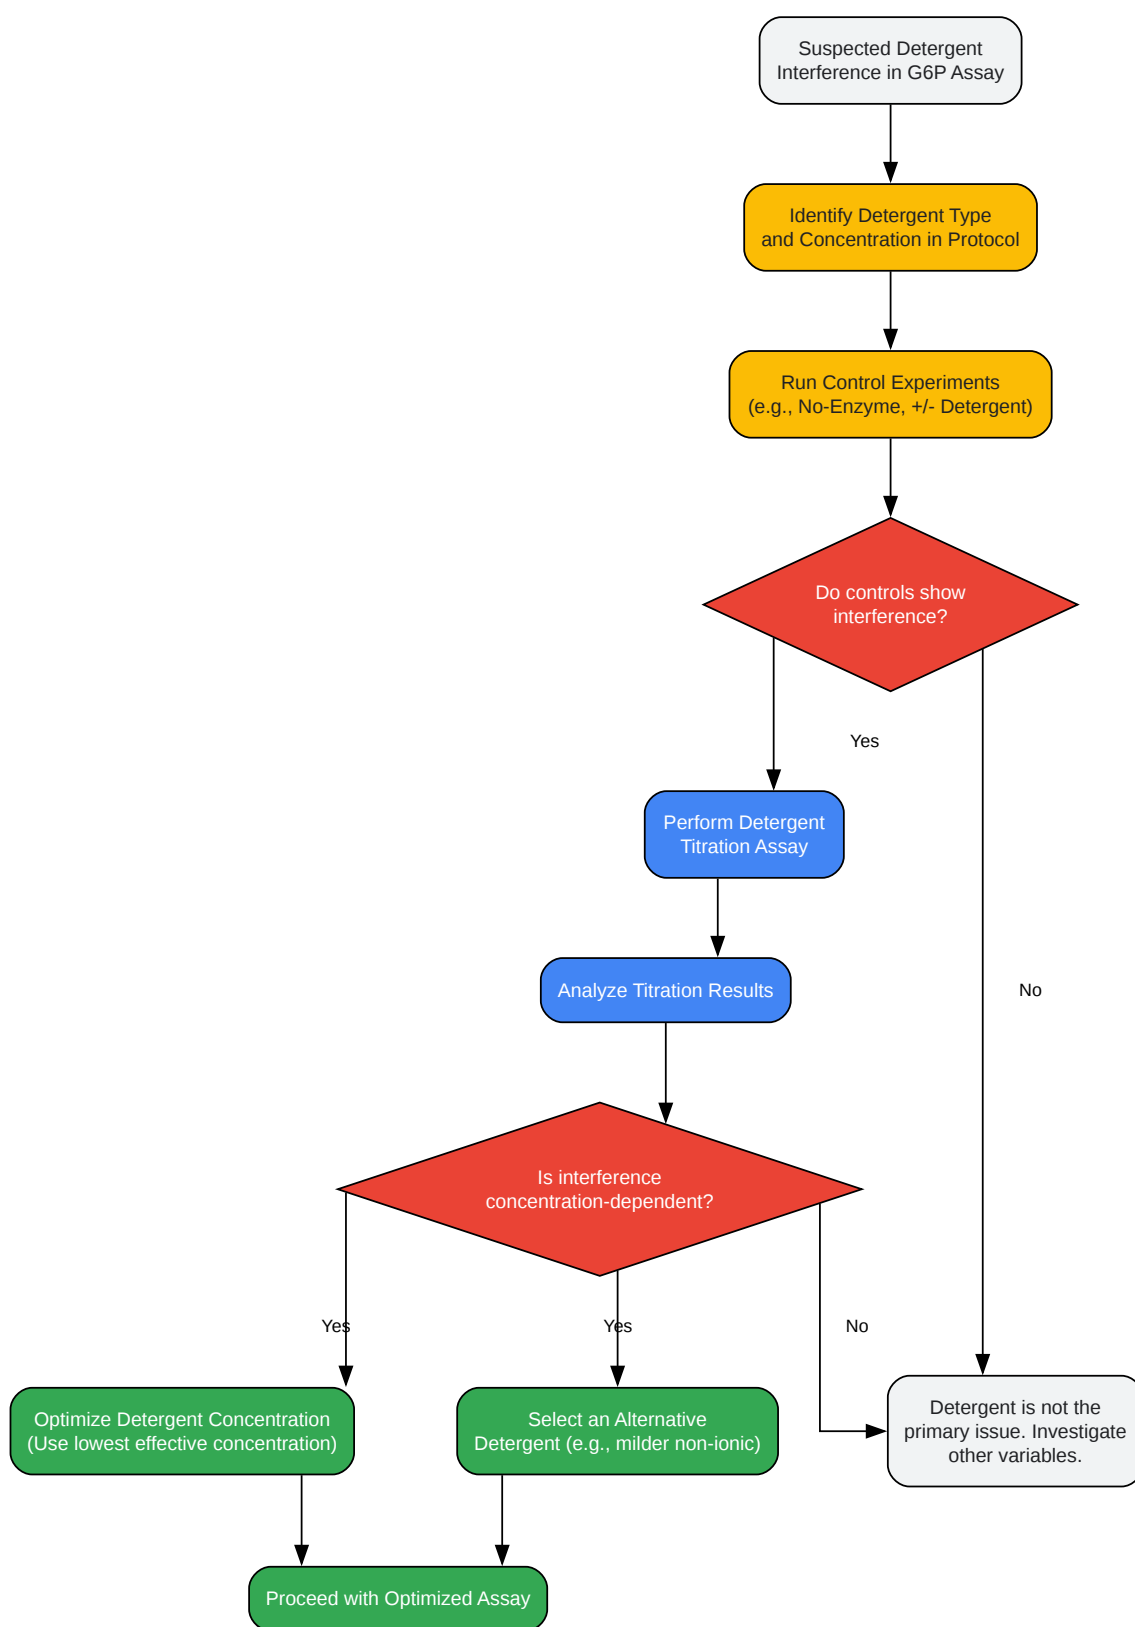 Suspected Detergent
Interference in G6P Assay
Identify Detergent Type
and Concentration in Protocol
Run Control Experiments
(e.g., No-Enzyme, +/- Detergent)
Do controls show
interference?
Yes
Perform Detergent
Titration Assay
Analyze Titration Results
No
Is interference
concentration-dependent?
Yes
Yes
No
Optimize Detergent Concentration
(Use lowest effective concentration)
Select an Alternative
Detergent (e.g., milder non-ionic)
Detergent is not the
primary issue. Investigate
other variables.
Proceed with Optimized Assay